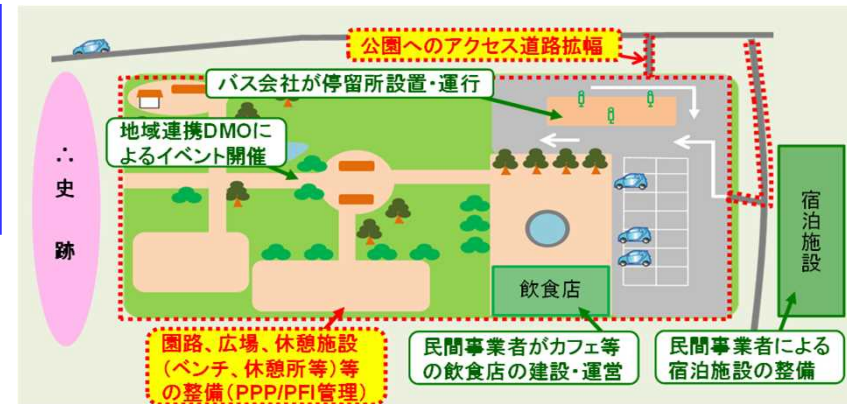 公園へのアクセス道路拡幅
バス会社が停留所設置・運行
地域連携DMOに
よるイベント開催
∴史跡
宿泊施設
飲食店
園路、広場、休憩施設
(ベンチ、休憩所等)等
の整備(PPP/PFI管理)
民間事業者がカフェ等
の飲食店の建設・運営
民間事業者による
宿泊施設の整備